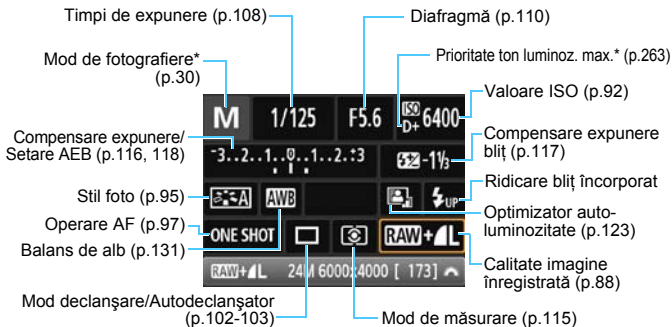 Timpi de expunere (p.108)
Diafragmă (p.110)
Mod de fotografiere*
(p.30)
Prioritate ton luminoz. max.* (p.263)
Valoare ISO (p.92)
M 1/125 F5.6 ISO D+ 6400
Compensare expunere/
Setare AEB (p.116, 118)
-3..2..1..0..1..2.:3
-1⅓
Compensare expunere
bliț (p.117)
Stil foto (p.95)
A AWB UP
Ridicare bliț încorporat
Optimizator auto-
luminozitate (p.123)
Operare AF (p.97)
Balans de alb (p.131)
ONE SHOT RAW+L
RAW+L 24M 6000x4000 [ 173]
Calitate imagine
înregistrată (p.88)
Mod declanşare/Autodeclanşator
(p.102-103)
Mod de măsurare (p.115)